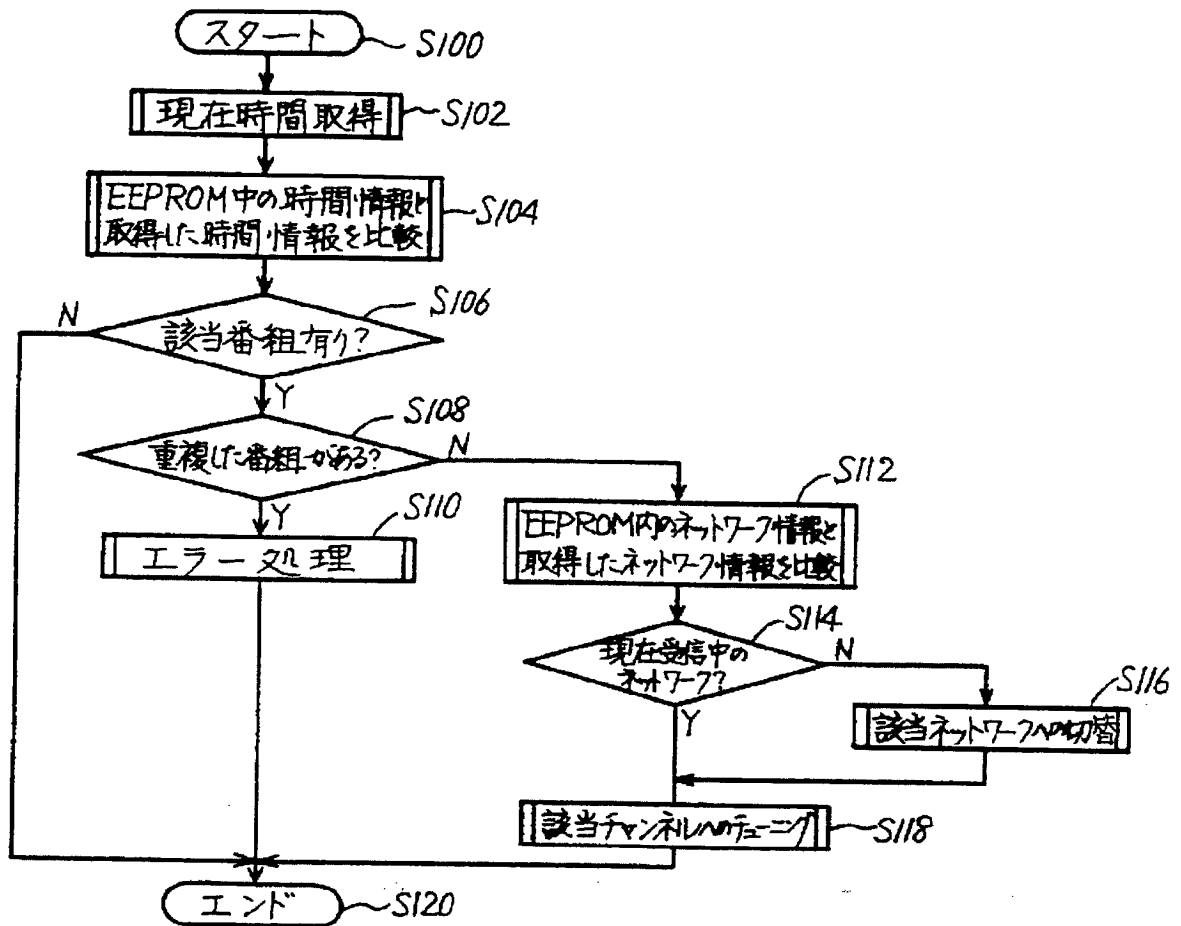 スタート
S100
現在時間取得
S102
EEPROM中の時間情報と
取得した時間情報を比較
S104
該当番組有り?
S106
N
Y
重複した番組がある?
S108
N
Y
エラー処理
S110
EEPROM内のネットワーク情報と
取得したネットワーク情報を比較
S112
現在受信中の
ネットワーク?
S114
N
Y
該当ネットワークへの切替
S116
該当チャンネルへのチューニング
S118
エンド
S120